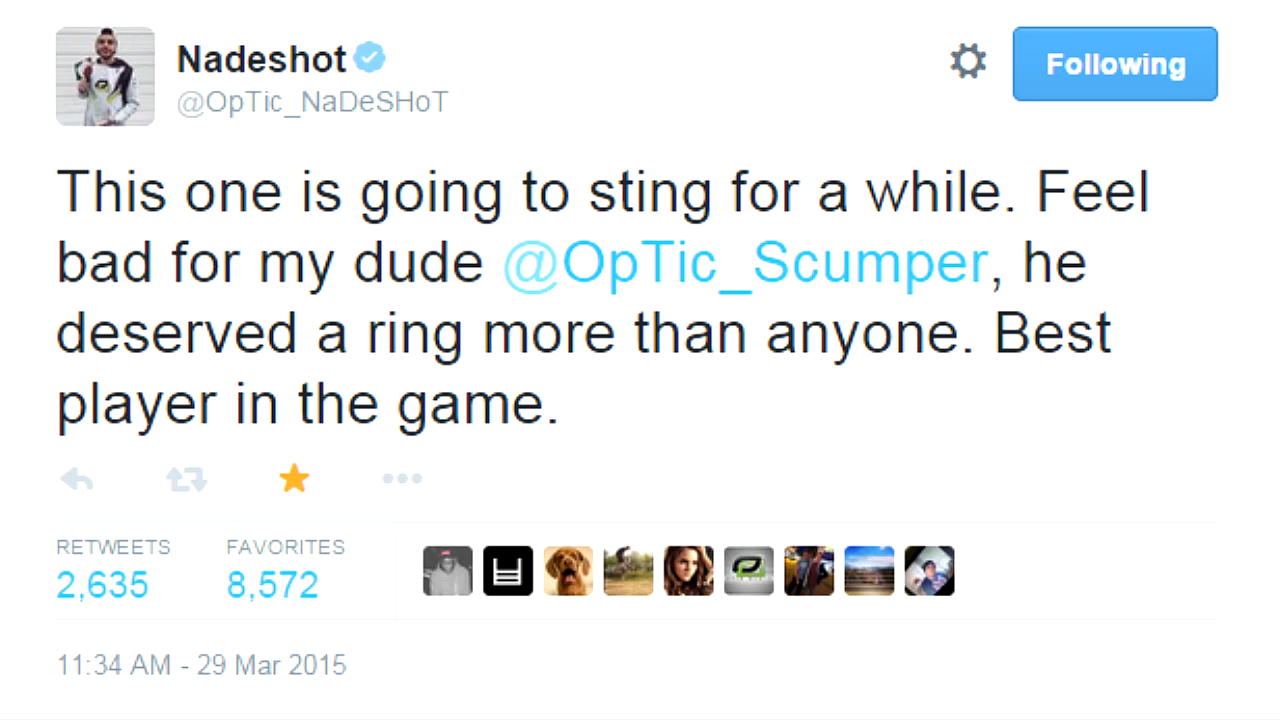 Nadeshot
@OpTic_NaDeSHoT
Following
This one is going to sting for a while. Feel
bad for my dude @OpTic_Scumper, he
deserved a ring more than anyone. Best
player in the game.
RETWEETS
FAVORITES
2,635
8,572
11:34 AM - 29 Mar 2015